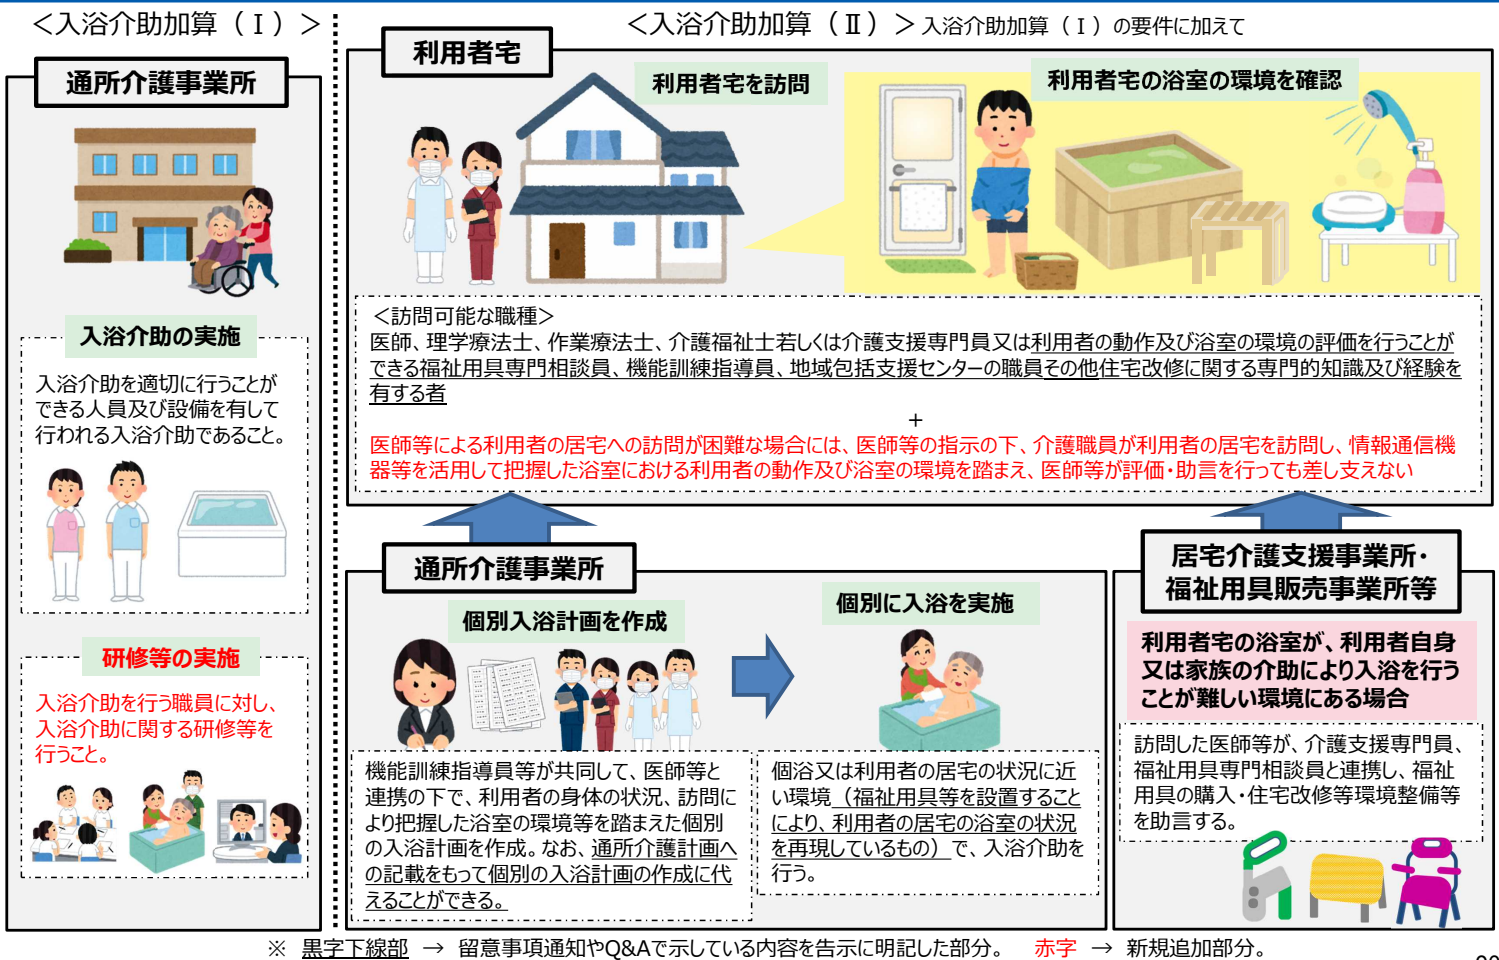 ＜入浴介助加算（Ⅰ）＞
通所介護事業所
入浴介助の実施
入浴介助を適切に行うことが
できる人員及び設備を有して
行われる入浴介助であること。
研修等の実施
入浴介助を行う職員に対し、
入浴介助に関する研修等を
行うこと。
＜入浴介助加算（Ⅱ）＞入浴介助加算（Ⅰ）の要件に加えて
利用者宅
利用者宅を訪問
利用者宅の浴室の環境を確認
＜訪問可能な職種＞
医師、理学療法士、作業療法士、介護福祉士若しくは介護支援専門員又は利用者の動作及び浴室の環境の評価を行うことが
できる福祉用具専門相談員、機能訓練指導員、地域包括支援センターの職員その他住宅改修に関する専門的知識及び経験を
有する者
+
医師等による利用者の居宅への訪問が困難な場合には、医師等の指示の下、介護職員が利用者の居宅を訪問し、情報通信機
器等を活用して把握した浴室における利用者の動作及び浴室の環境を踏まえ、医師等が評価・助言を行っても差し支えない
通所介護事業所
個別入浴計画を作成
機能訓練指導員等が共同して、医師等と
連携の下で、利用者の身体の状況、訪問に
より把握した浴室の環境等を踏まえた個別
の入浴計画を作成。なお、通所介護計画へ
の記載をもって個別の入浴計画の作成に代
えることができる。
個別に入浴を実施
個浴又は利用者の居宅の状況に近
い環境（福祉用具等を設置すること
により、利用者の居宅の浴室の状況
を再現しているもの）で、入浴介助を
行う。
居宅介護支援事業所・
福祉用具販売事業所等
利用者宅の浴室が、利用者自身
又は家族の介助により入浴を行う
ことが難しい環境にある場合
訪問した医師等が、介護支援専門員、
福祉用具専門相談員と連携し、福祉
用具の購入・住宅改修等環境整備等
を助言する。
※ 黒字下線部 → 留意事項通知やQ&Aで示している内容を告示に明記した部分。 赤字 → 新規追加部分。